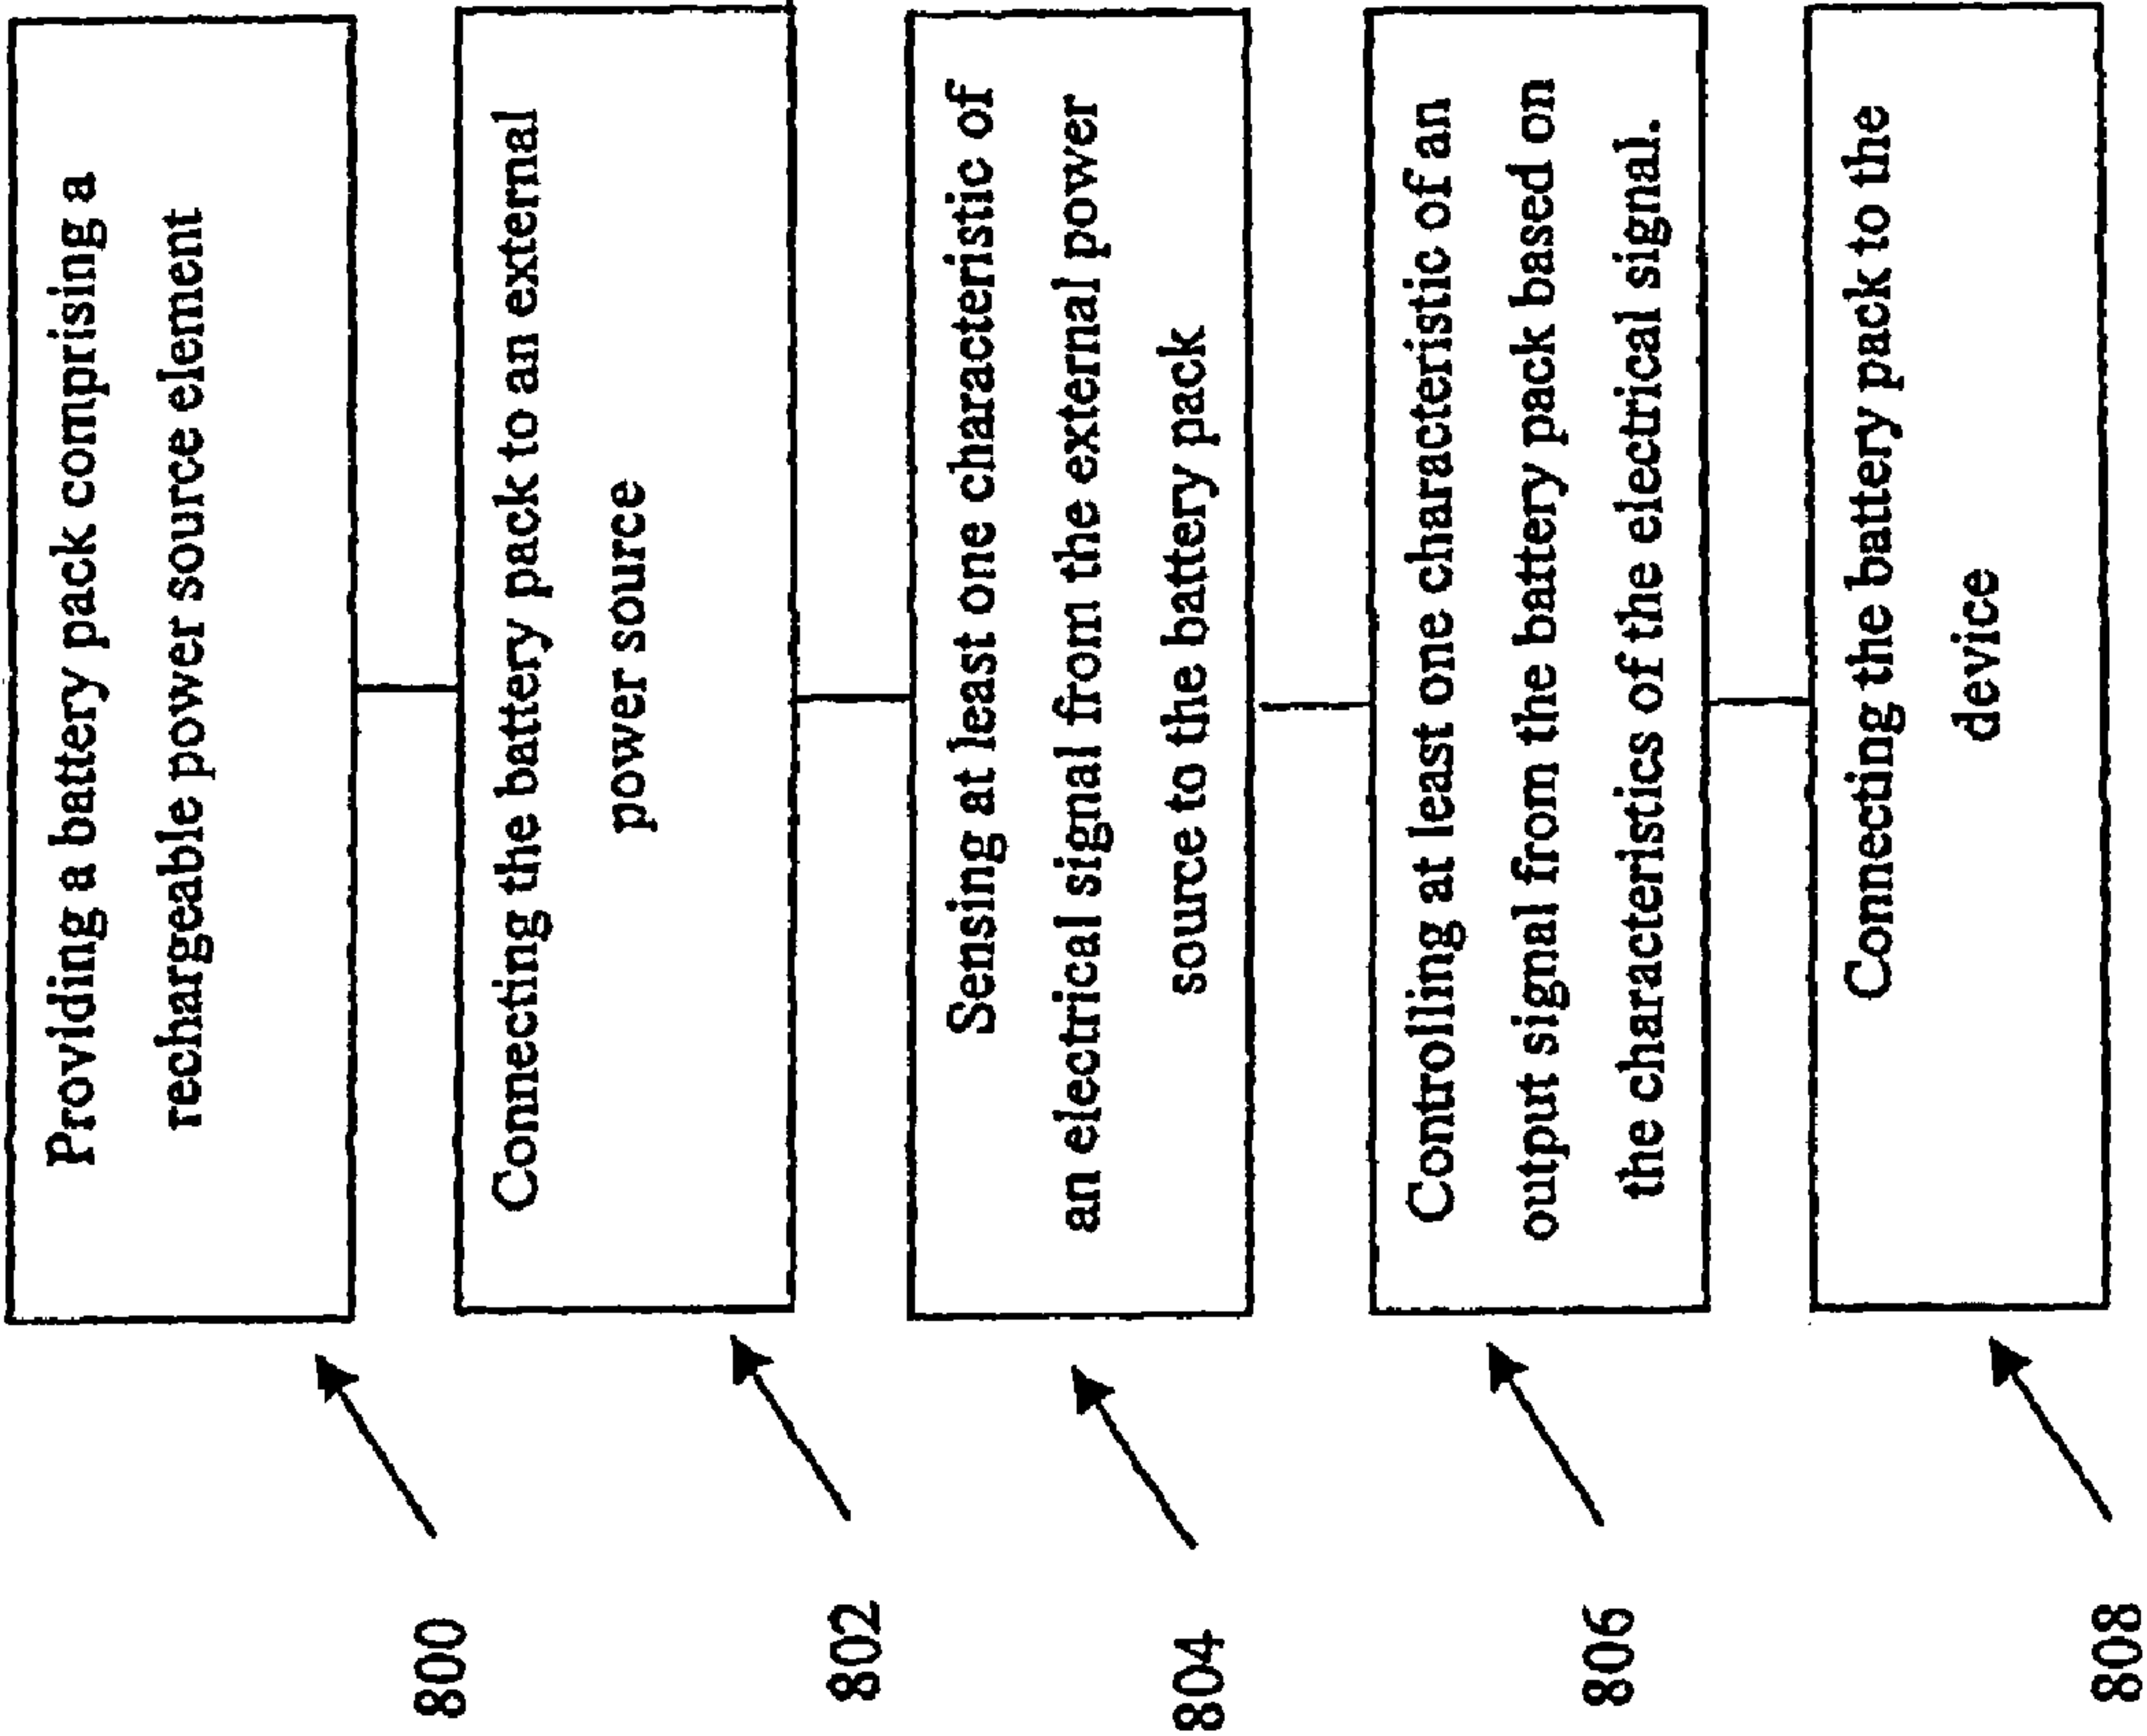 800
Providing a battery pack comprising a
rechargeable power source element
802
Connecting the battery pack to an external
power source
804
Sensing at least one characteristic of
an electrical signal from the external power
source to the battery pack
806
Controlling at least one characteristic of an
output signal from the battery pack based on
the characteristics of the electrical signal.
808
Connecting the battery pack to the
device